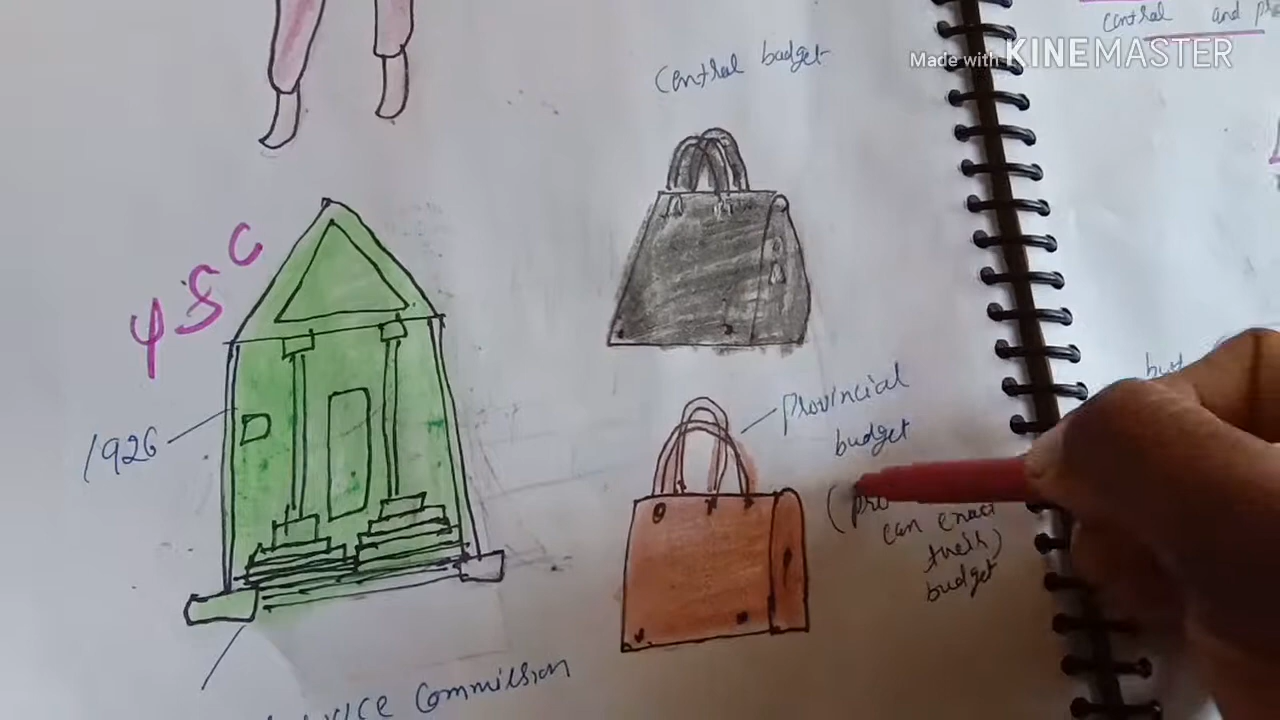 central and
Made with KINEMASTER
central budget
PSC
1926
Provincial
budget
can enact
their)
budget
Commission